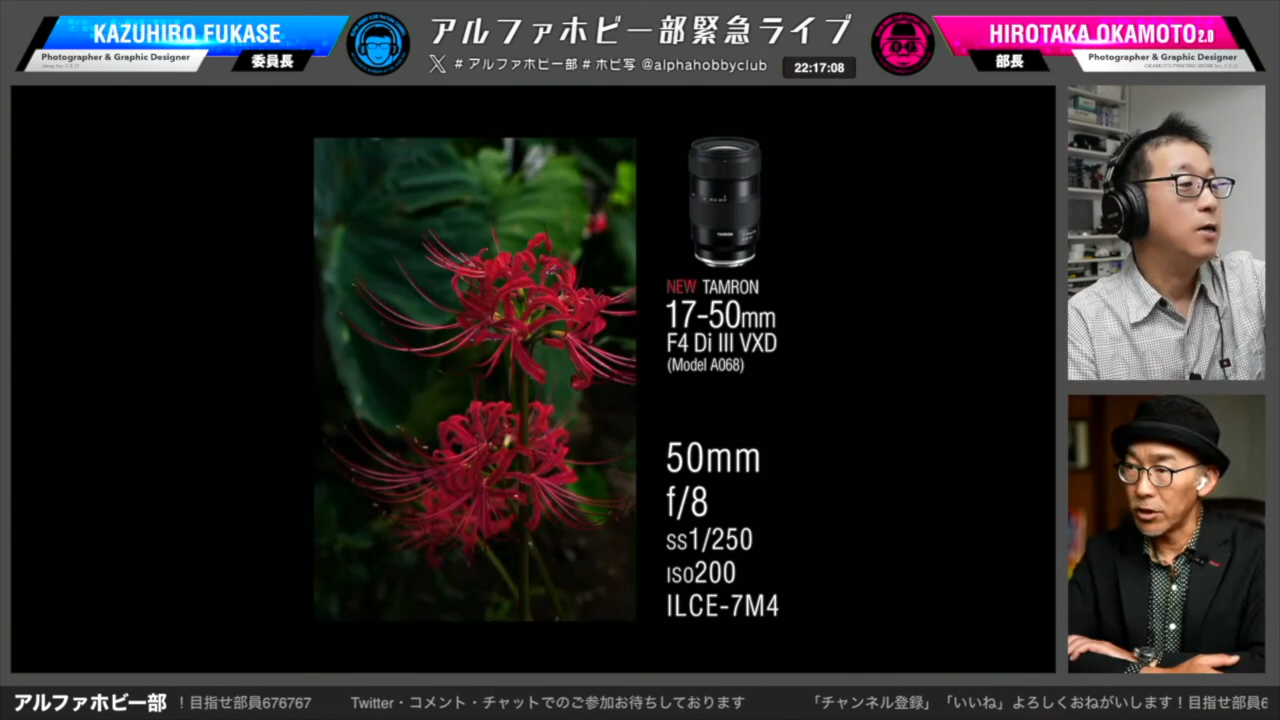 KAZUHIRO FUKASE
Photographer & Graphic Designer
委員長
アルファホビー部緊急ライブ
#アルファホビー部 #ホビ写 @alphahobbyclub
22:17:08
HIROTAKA OKAMOTO2.0
部長
Photographer & Graphic Designer
TAMRON
NEW TAMRON
17-50mm
F4 Di III VXD
(Model A068)
50mm
f/8
SS1/250
ISO200
ILCE-7M4
アルファホビー部 !目指せ部員676767 Twitter・コメント・チャットでのご参加お待ちしております 「チャンネル登録」「いいね」よろしくおねがいします!目指せ部員6